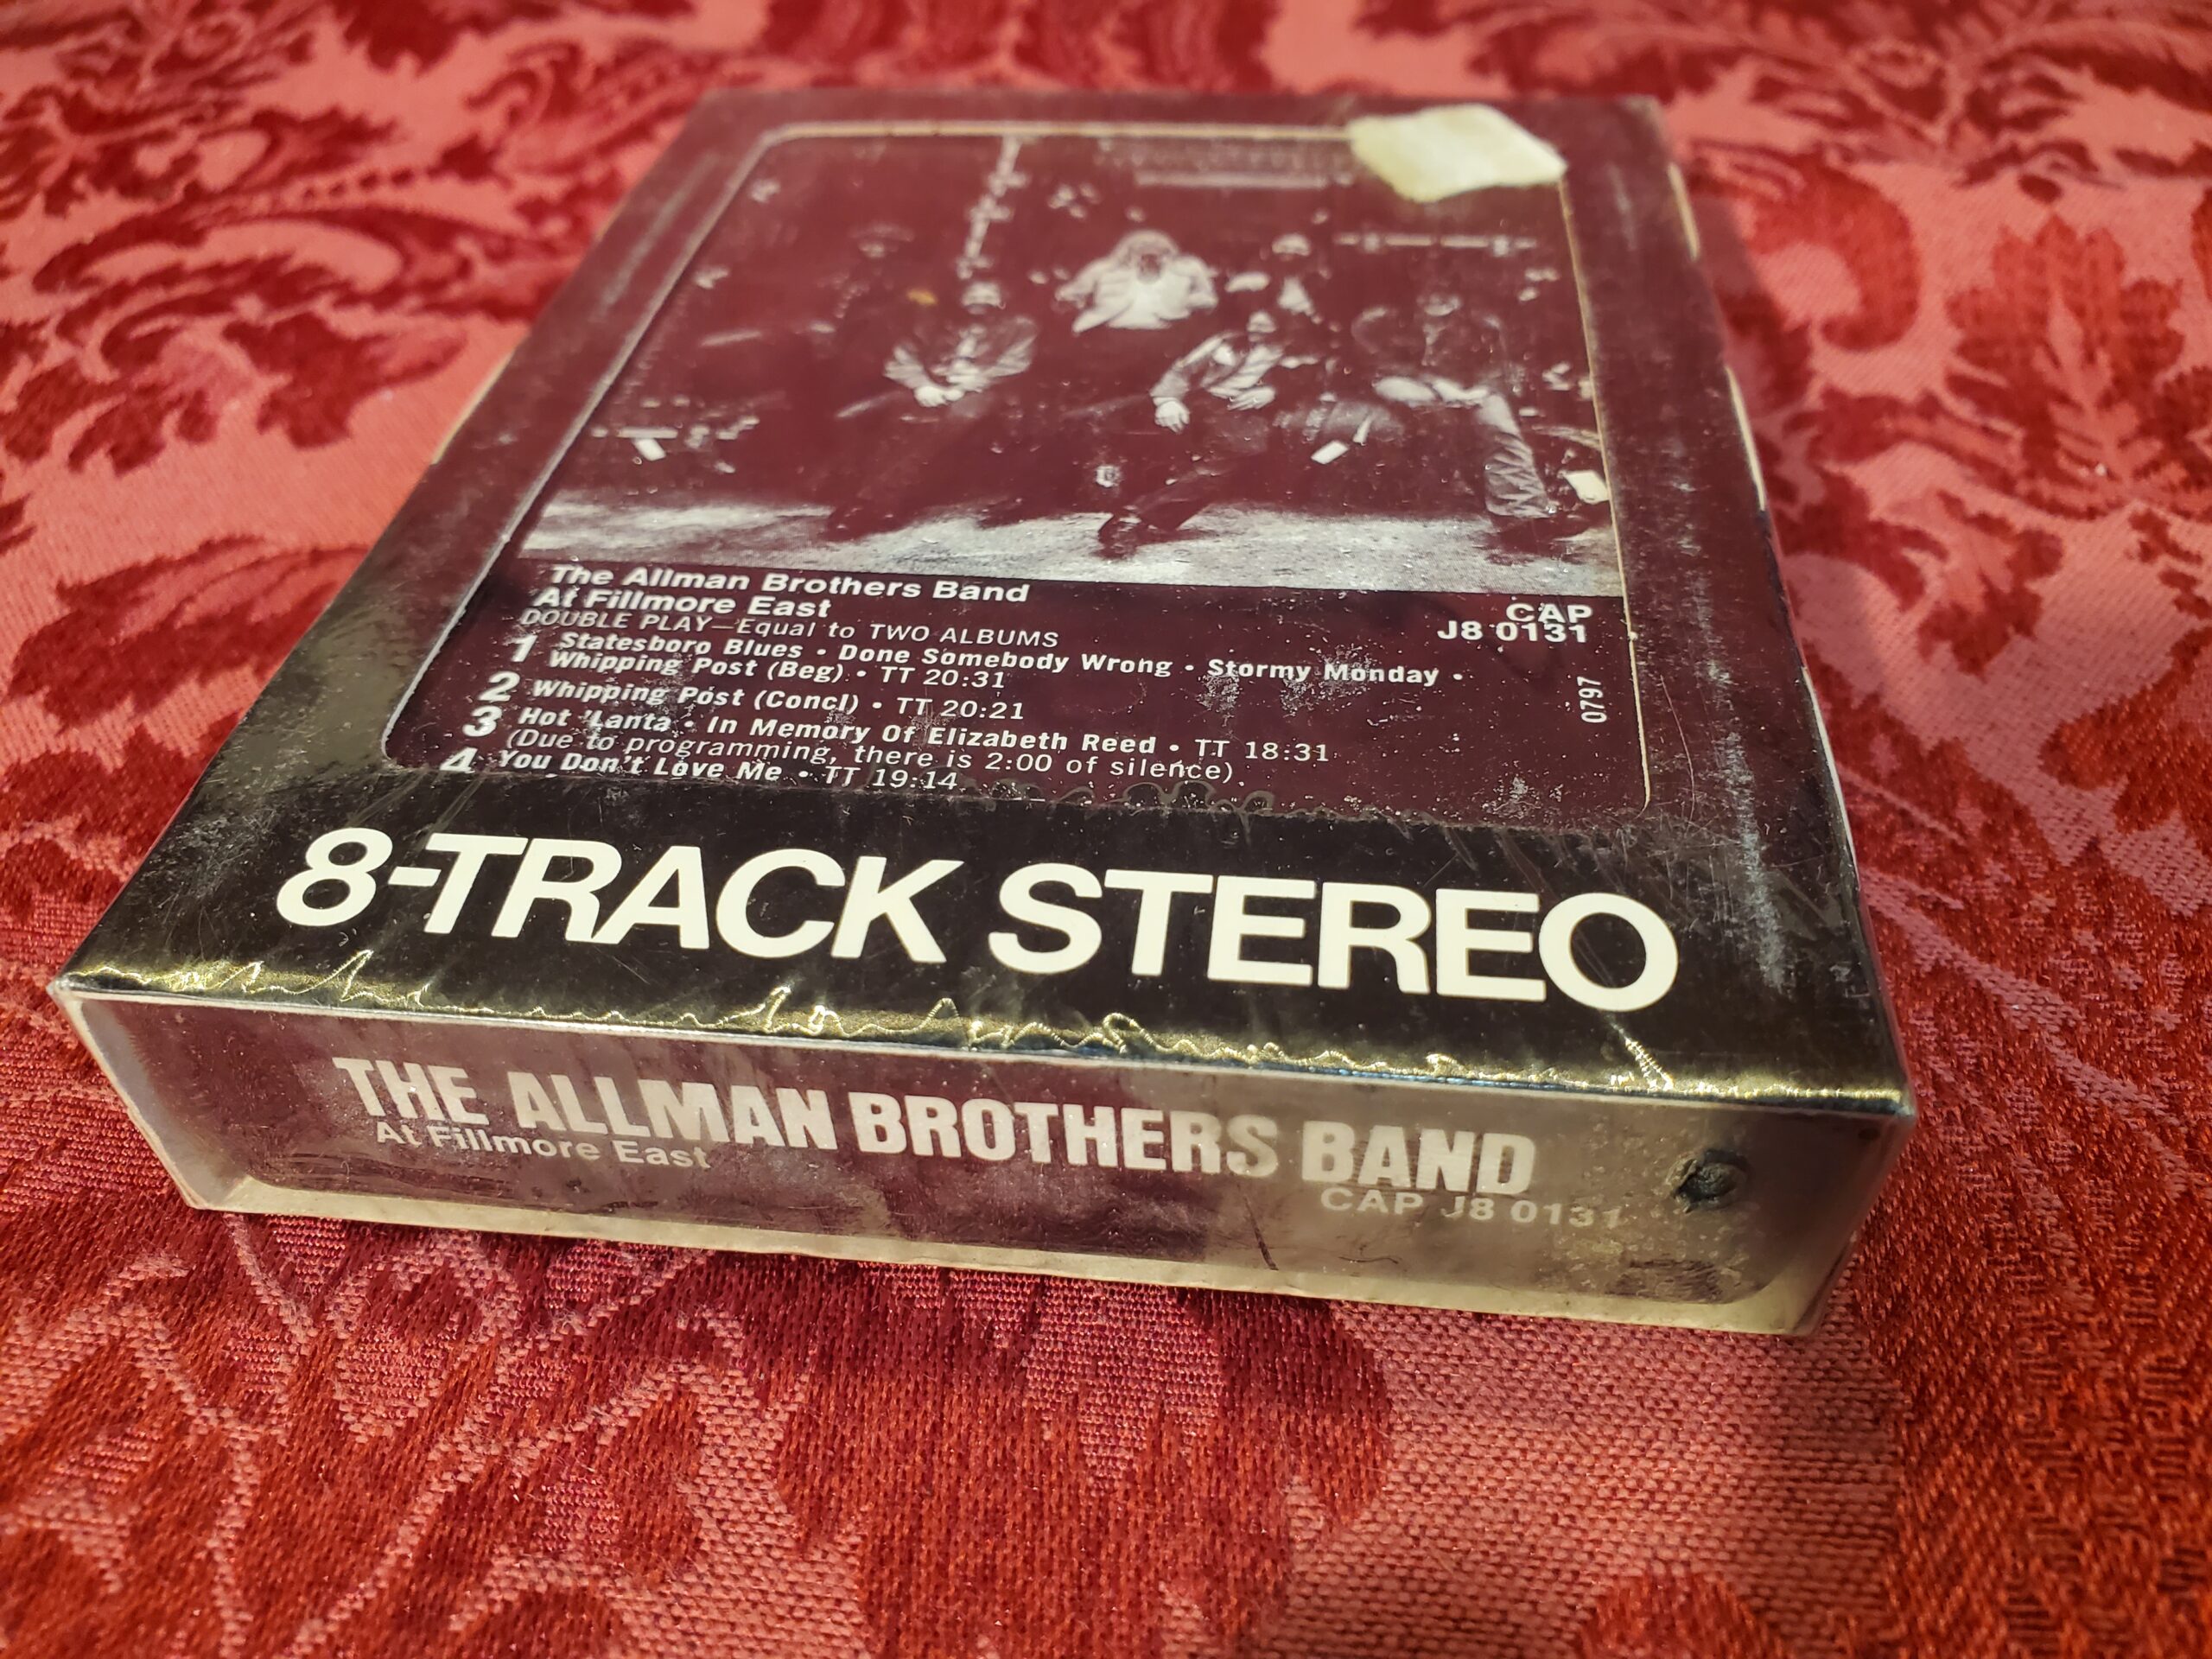 The Allman Brothers Band
At Fillmore East
DOUBLE PLAY—Equal to TWO ALBUMS
CAP
J8 0131
1 Statesboro Blues • Done Somebody Wrong • Stormy Monday •
Whipping Post (Beg) • TT 20:31
2 Whipping Post (Concl) • TT 20:21
3 Hot 'Lanta • In Memory Of Elizabeth Reed • TT 18:31
(Due to programming, there is 2:00 of silence)
4 You Don't Love Me • TT 19:14
0797
8-TRACK STEREO
THE ALLMAN BROTHERS BAND
At Fillmore East
CAP J8 0131